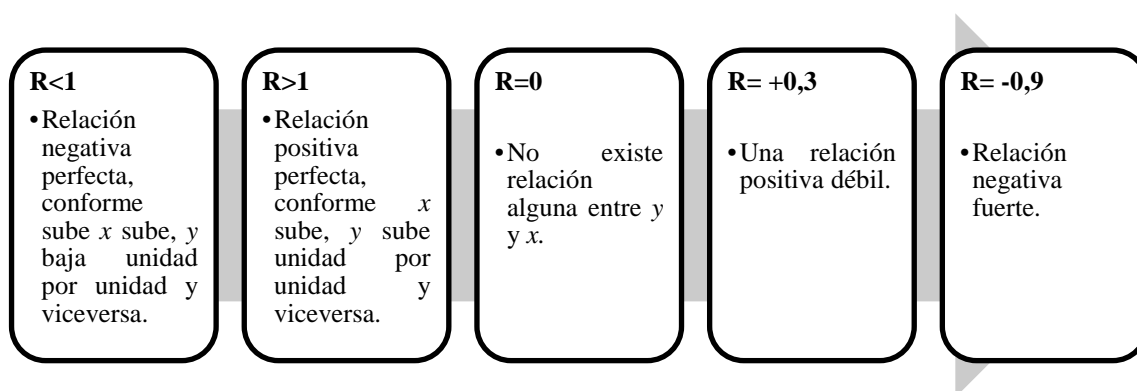 R<1
•Relación
negativa
perfecta,
conforme
sube x sube, y
baja unidad
por unidad y
viceversa.
R>1
•Relación
positiva
perfecta,
conforme x
sube, y sube
unidad por
unidad y
viceversa.
R=0
•No existe
relación
alguna entre y
y x.
R= +0,3
•Una relación
positiva débil.
R= -0,9
•Relación
negativa
fuerte.